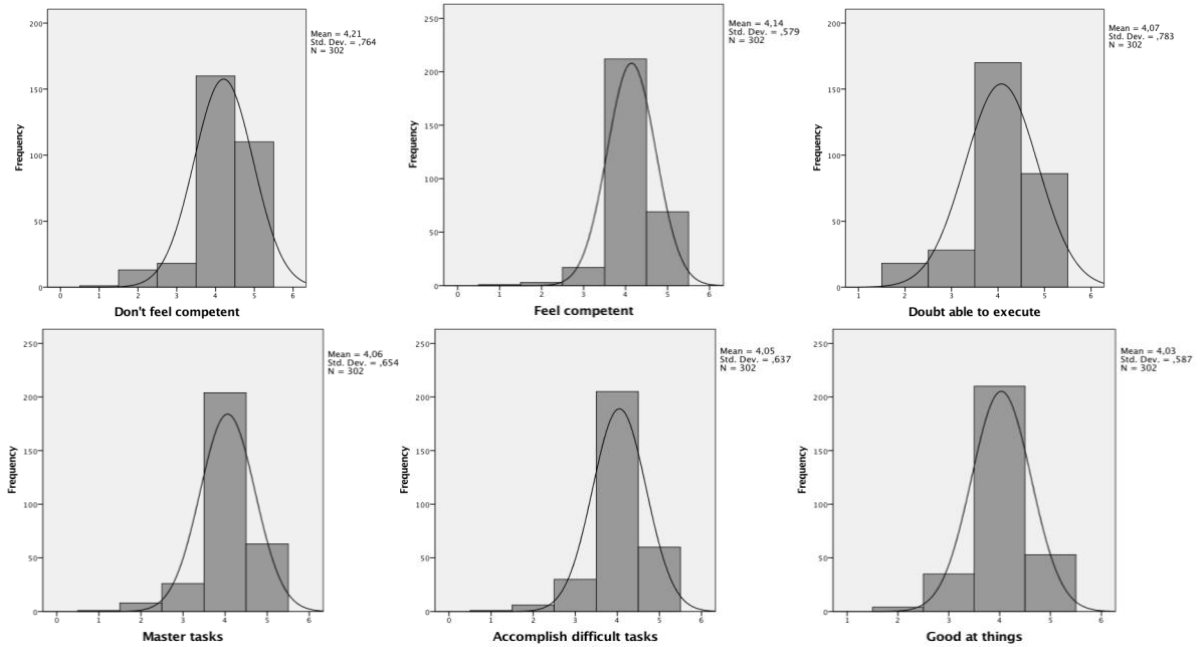 200
150
100
50
0
Frequency
0 1 2 3 4 5 6
Don't feel competent
Mean = 4,21
Std. Dev. = ,764
N = 302
250
200
150
100
50
0
Frequency
0 1 2 3 4 5 6
Feel competent
Mean = 4,14
Std. Dev. = ,579
N = 302
200
150
100
50
0
Frequency
1 2 3 4 5 6
Doubt able to execute
Mean = 4,07
Std. Dev. = ,783
N = 302
250
200
150
100
50
0
Frequency
0 1 2 3 4 5 6
Master tasks
Mean = 4,06
Std. Dev. = ,654
N = 302
250
200
150
100
50
0
Frequency
0 1 2 3 4 5 6
Accomplish difficult tasks
Mean = 4,05
Std. Dev. = ,637
N = 302
250
200
150
100
50
0
Frequency
1 2 3 4 5 6
Good at things
Mean = 4,03
Std. Dev. = ,587
N = 302